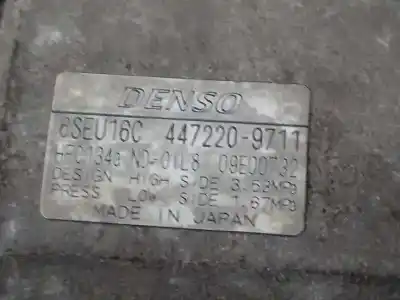 DENSO
6SEU16C 447220-9711
HFC134a ND-OIL8
DESIGN HIGH SIDE 3.53MPa
PRESS LOW SIDE 1.67MPa
MADE IN JAPAN